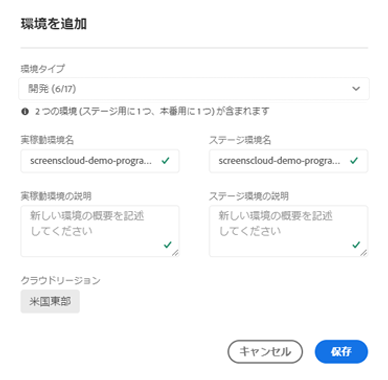 環境を追加
環境タイプ
開発 (6/17)
2 つの環境 (ステージ用に 1 つ、本番用に 1 つ) が含まれます
実稼動環境名
ステージ環境名
screenscloud-demo-progra...
screenscloud-demo-progra...
実稼動環境の説明
ステージ環境の説明
新しい環境の概要を記述
してください
新しい環境の概要を記述
してください
クラウドリージョン
米国東部
キャンセル
保存